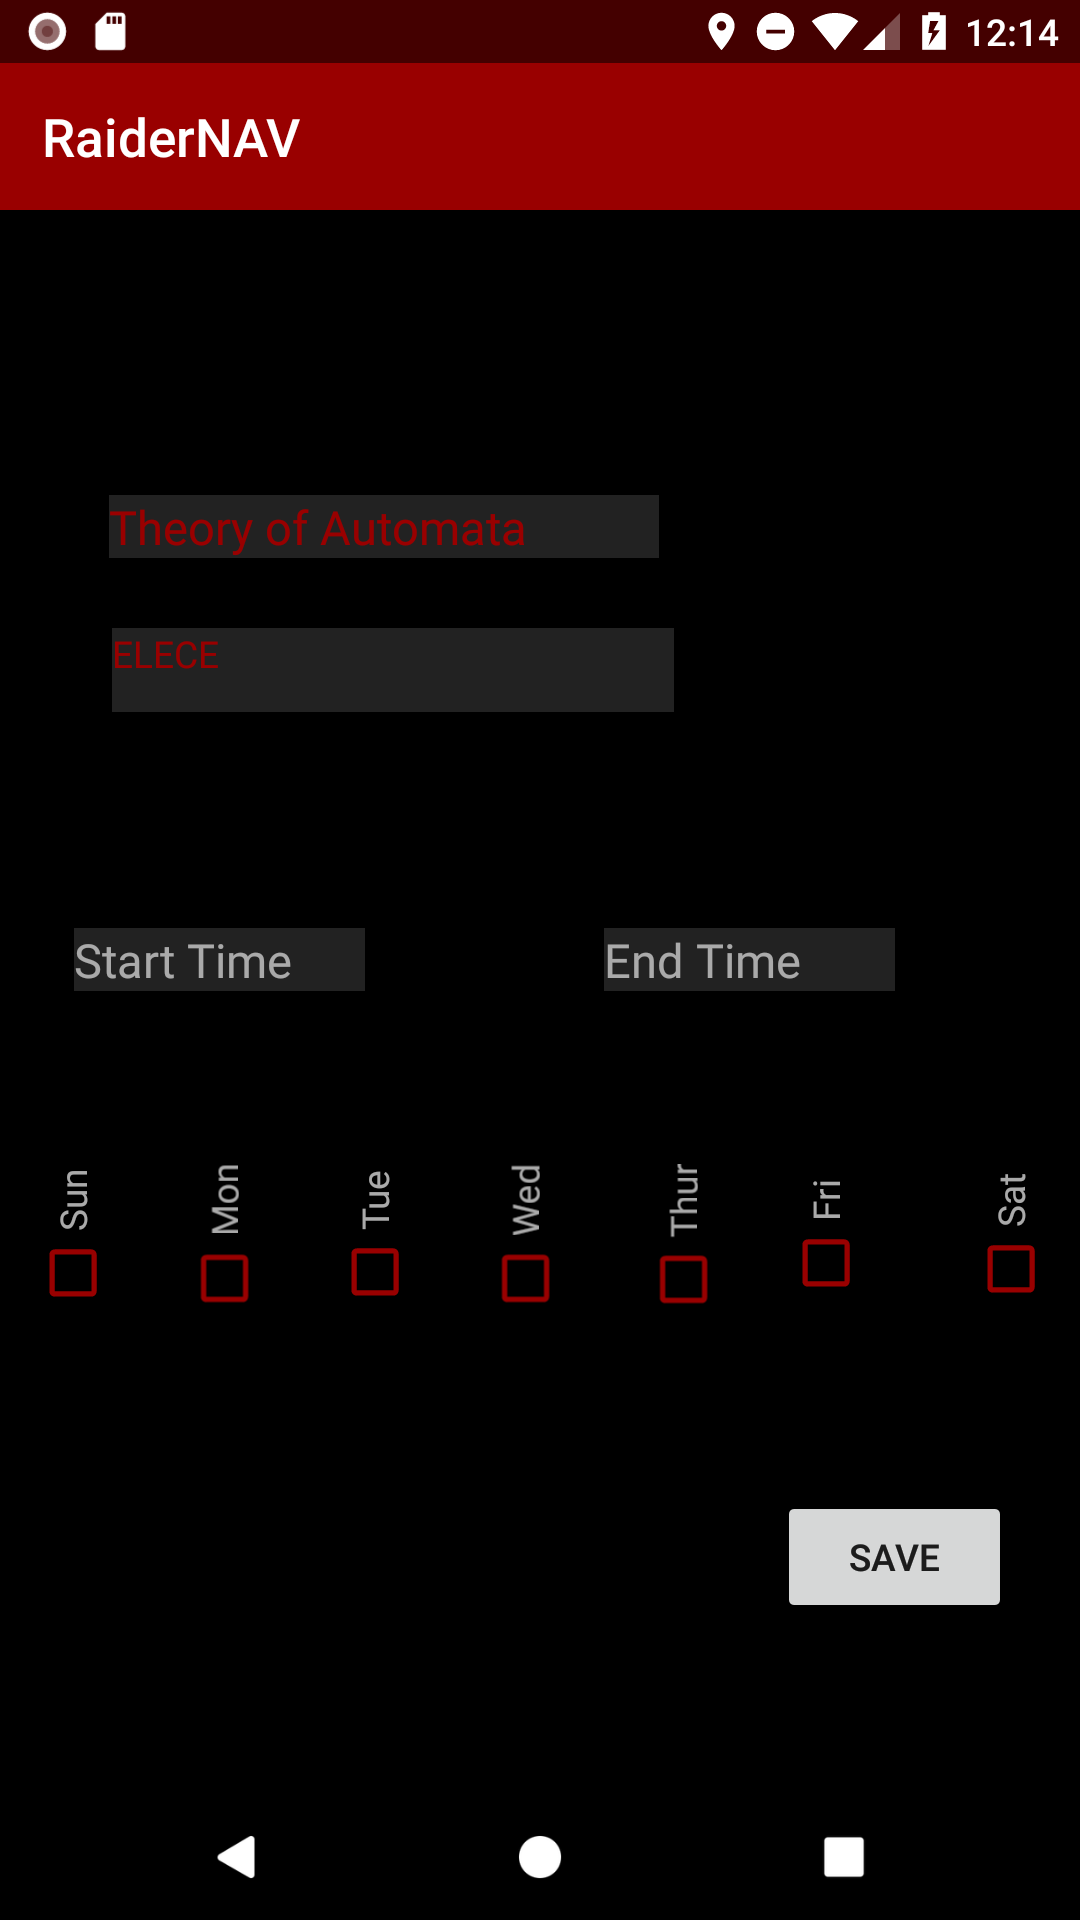 12:14
RaiderNAV
Theory of Automata
ELECE
Start Time
End Time
Sun
Mon
Tue
Wed
Thur
Fri
Sat
SAVE